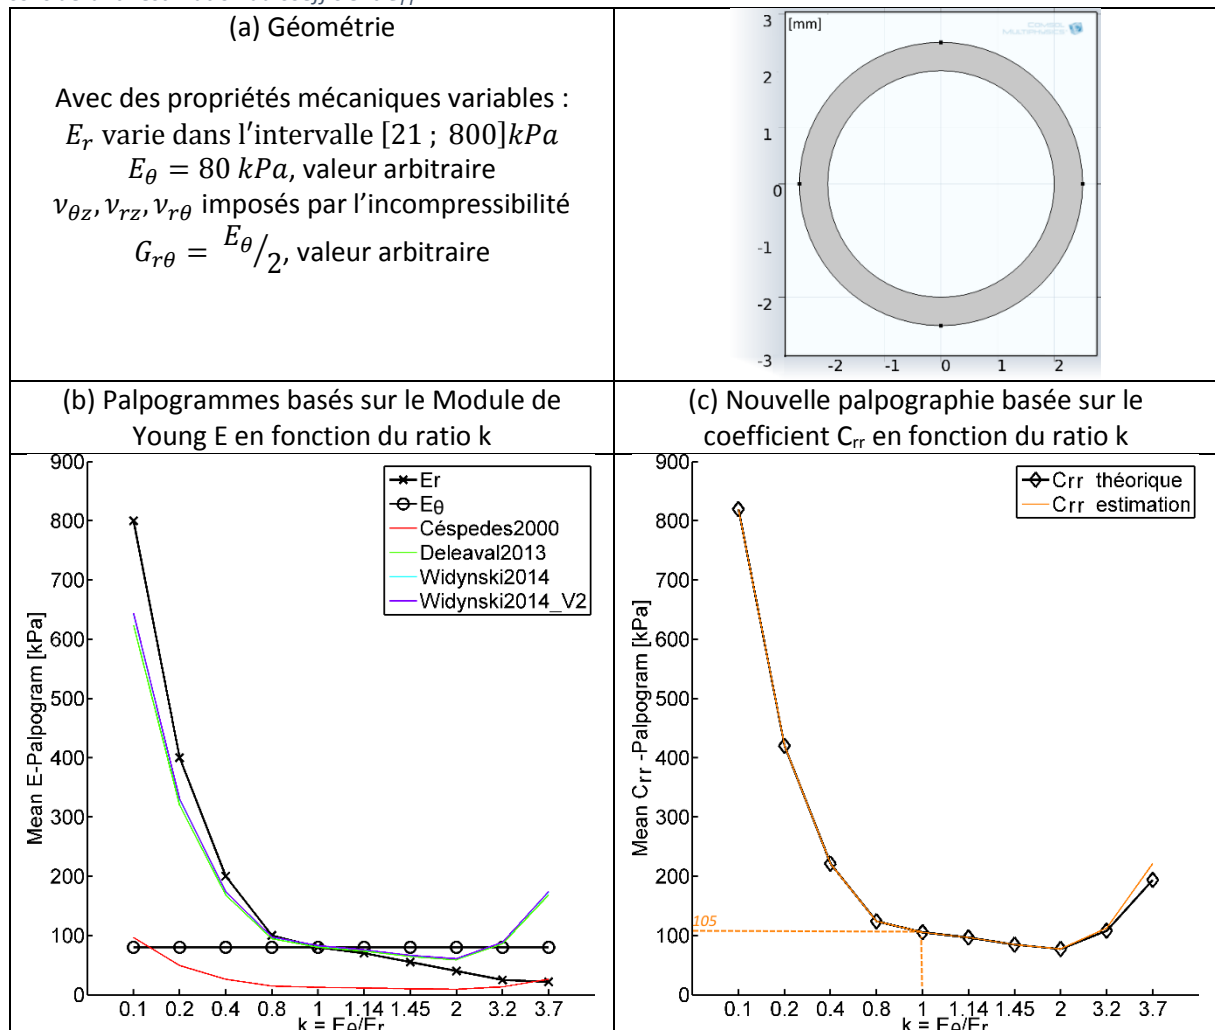 (a) Géométrie
Avec des propriétés mécaniques variables :
E_r varie dans l'intervalle [21 ; 800]kPa
E_θ = 80 kPa, valeur arbitraire
ν_θz, ν_rz, ν_rθ imposés par l'incompressibilité
G_rθ = E_θ/2, valeur arbitraire
[mm]
COMSOL
MULTIPHYSICS
3
2
1
0
-1
-2
-3
-2
-1
0
1
2
(b) Palpogrammes basés sur le Module de
Young E en fonction du ratio k
(c) Nouvelle palpographie basée sur le
coefficient Crr en fonction du ratio k
Mean E-Palpogram [kPa]
900
800
700
600
500
400
300
200
100
0
Er
Eθ
Céspedes2000
Deleaval2013
Widynski2014
Widynski2014_V2
0.1 0.2 0.4 0.8 1 1.14 1.45 2 3.2 3.7
k = Eθ/Er
Mean Crr -Palpogram [kPa]
900
800
700
600
500
400
300
200
100
0
Crr théorique
Crr estimation
105
0.1 0.2 0.4 0.8 1 1.14 1.45 2 3.2 3.7
k = Eθ/Er